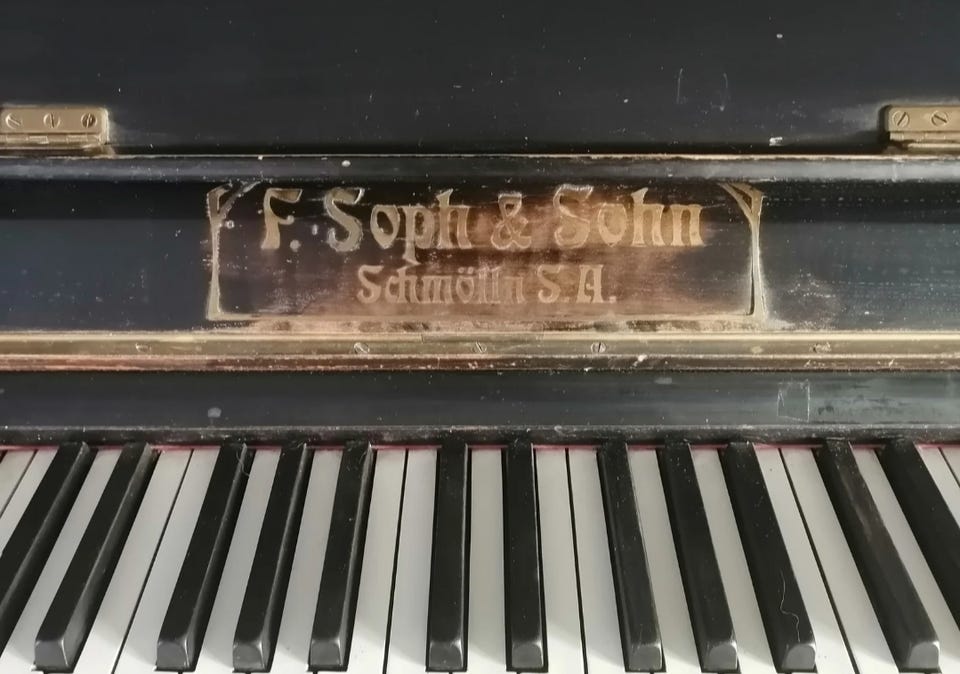 F. Soph & Sohn
Schmölln S. A.